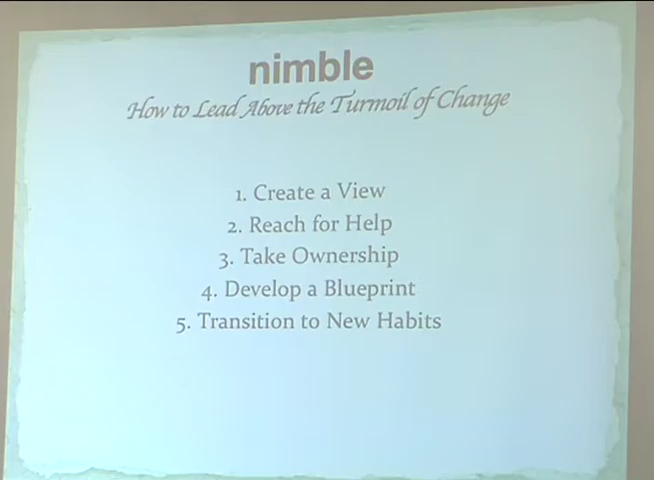 nimble
How to Lead Above the Turmoil of Change
1. Create a View
2. Reach for Help
3. Take Ownership
4. Develop a Blueprint
5. Transition to New Habits